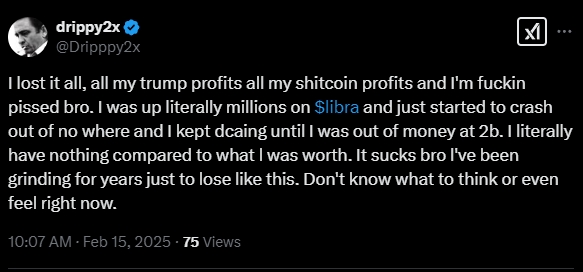 drippy2x
@Dripppy2x
I lost it all, all my trump profits all my shitcoin profits and I'm fuckin
pissed bro. I was up literally millions on $libra and just started to crash
out of no where and I kept dcaing until I was out of money at 2b. I literally
have nothing compared to what I was worth. It sucks bro I've been
grinding for years just to lose like this. Don't know what to think or even
feel right now.
10:07 AM · Feb 15, 2025 · 75 Views